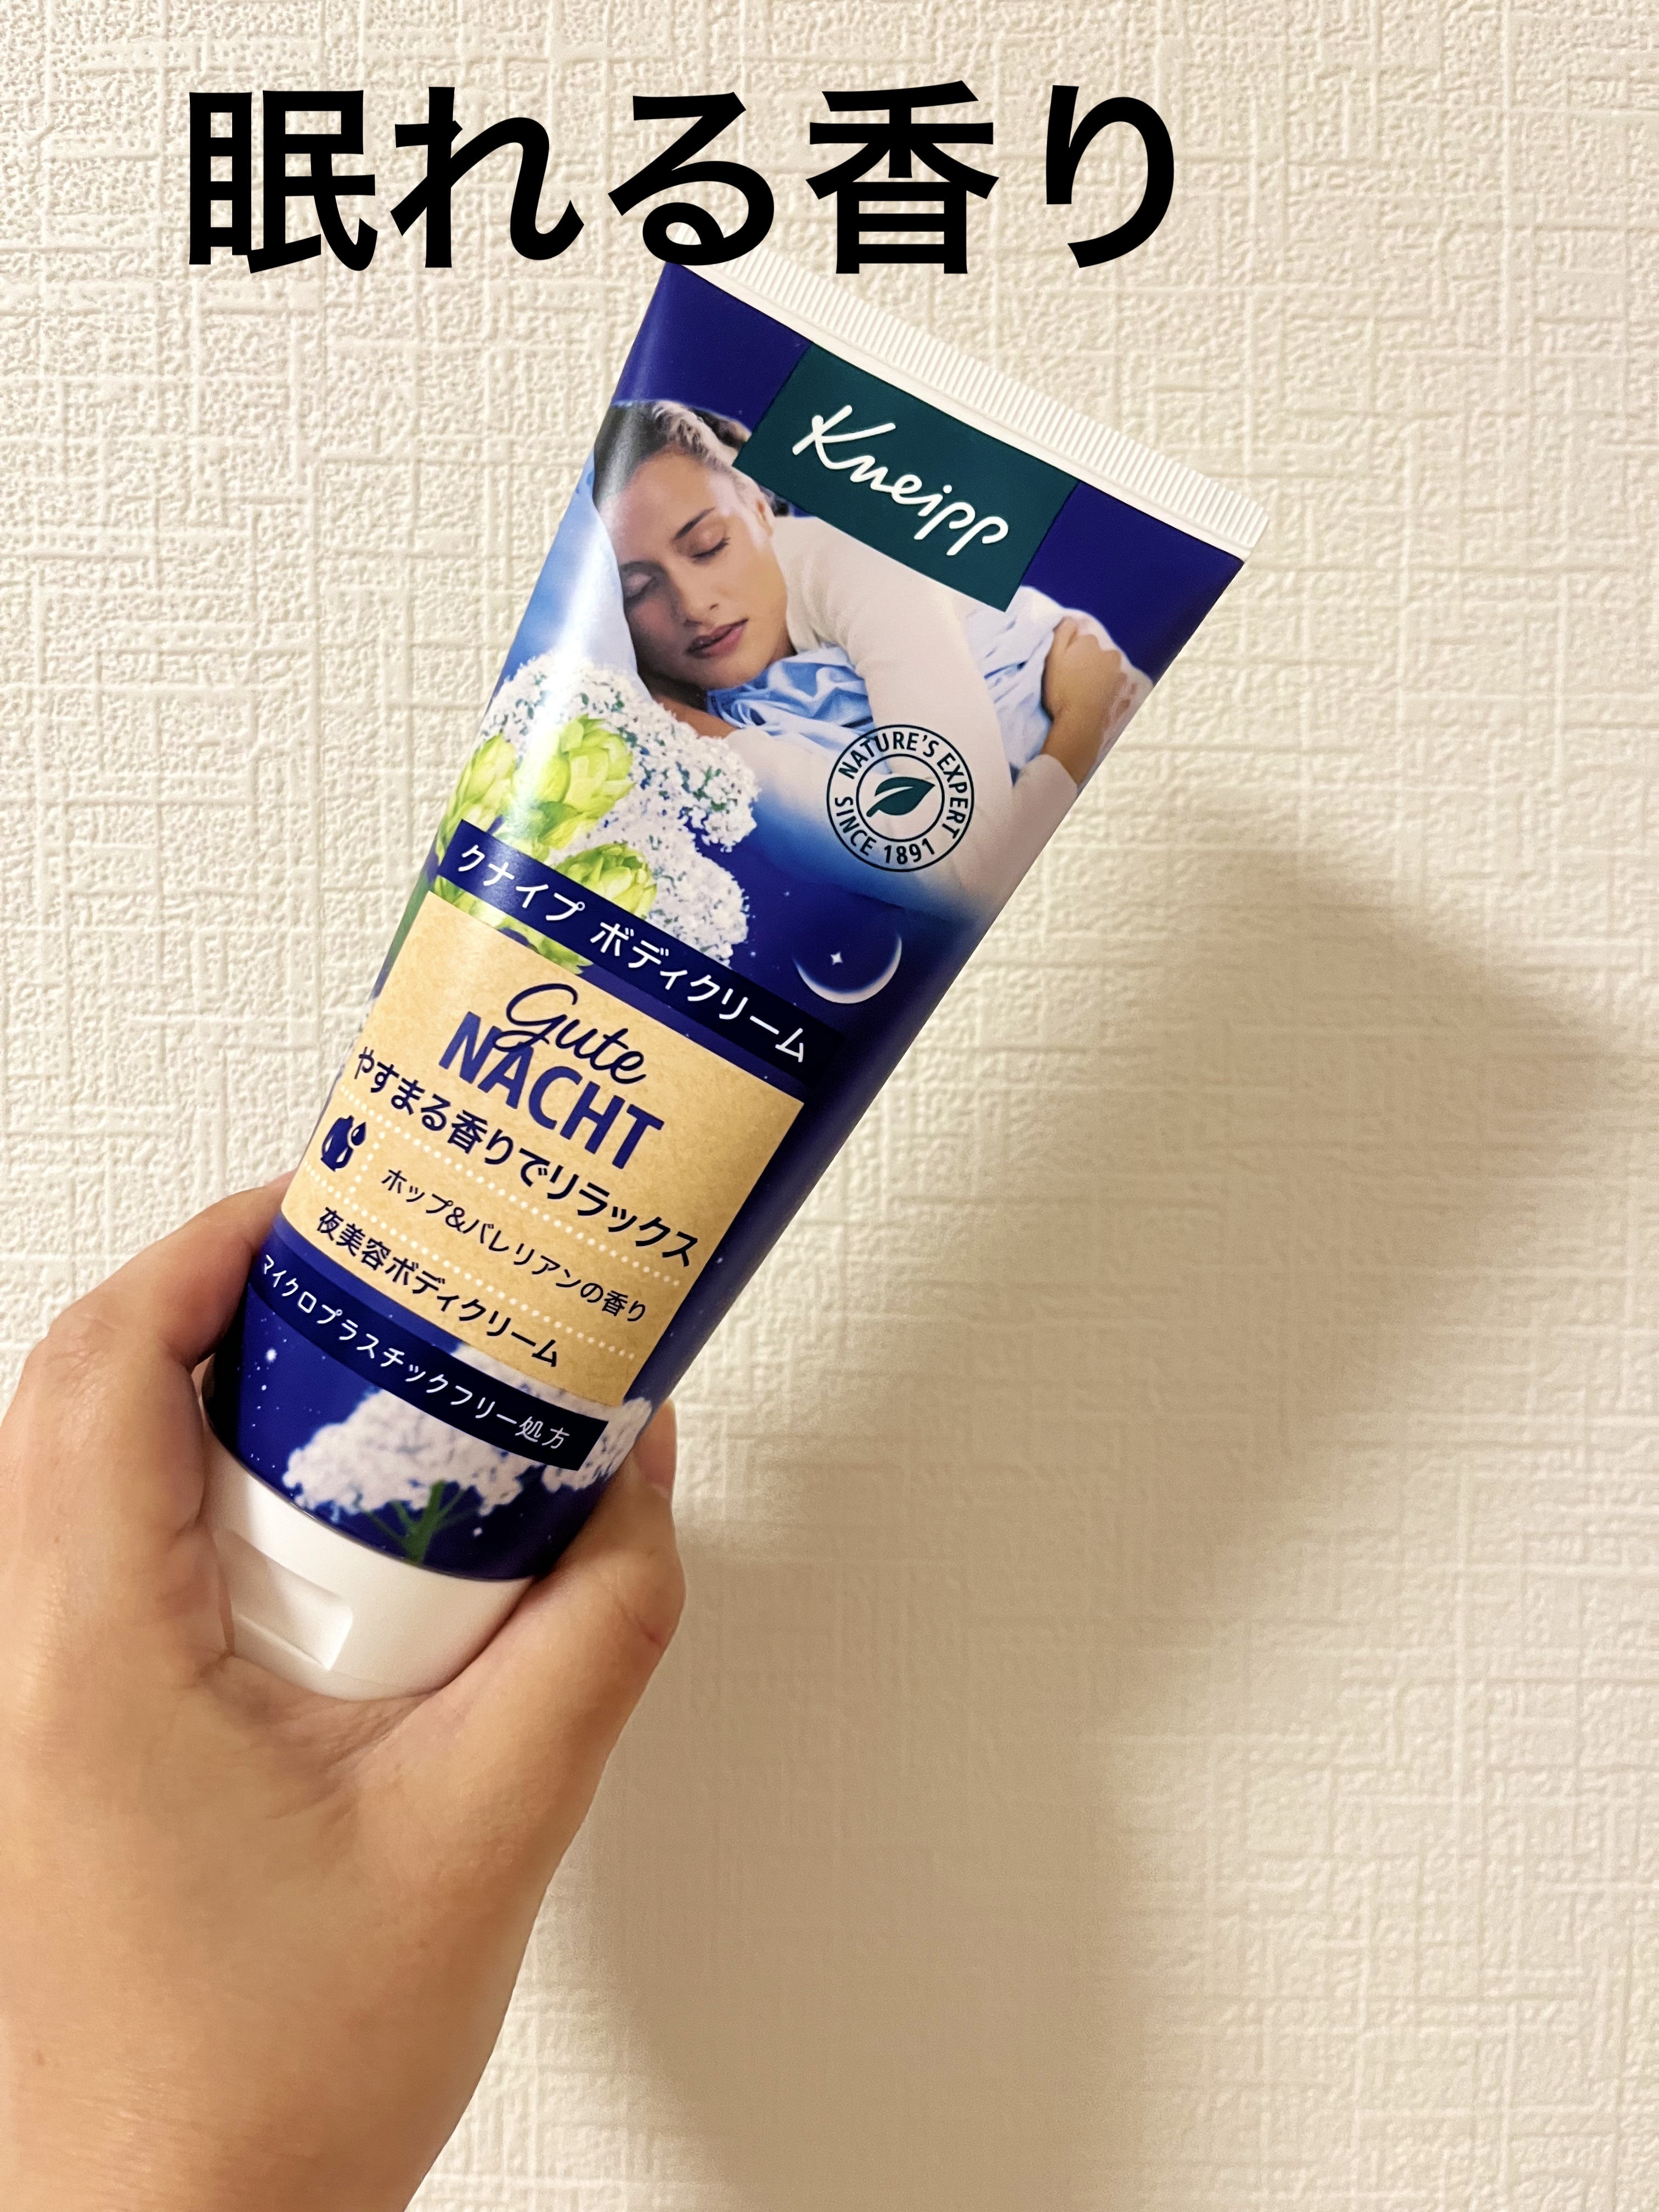 眠れる香り
Kneipp
NATURE'S EXPERT
SINCE 1891
クナイプ ボディクリーム
Gute
NACHT
やすまる香りでリラックス
ホップ&バレリアンの香り
夜美容ボディクリーム
マイクロプラスチックフリー処方